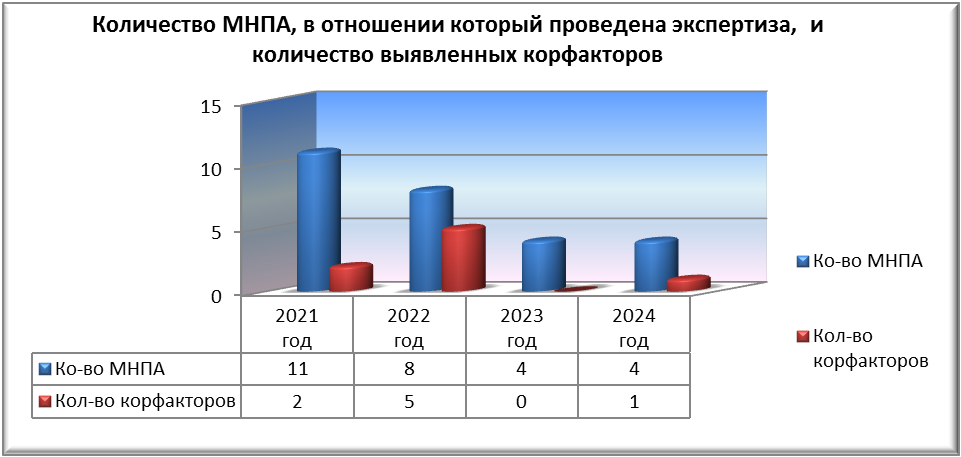 Количество МНПА, в отношении который проведена экспертиза, и
количество выявленных корфакторов
15
10
5
0
2021 год
2022 год
2023 год
2024 год
Ко-во МНПА 11 8 4 4
Кол-во корфакторов 2 5 0 1
Ко-во МНПА
Кол-во
корфакторов